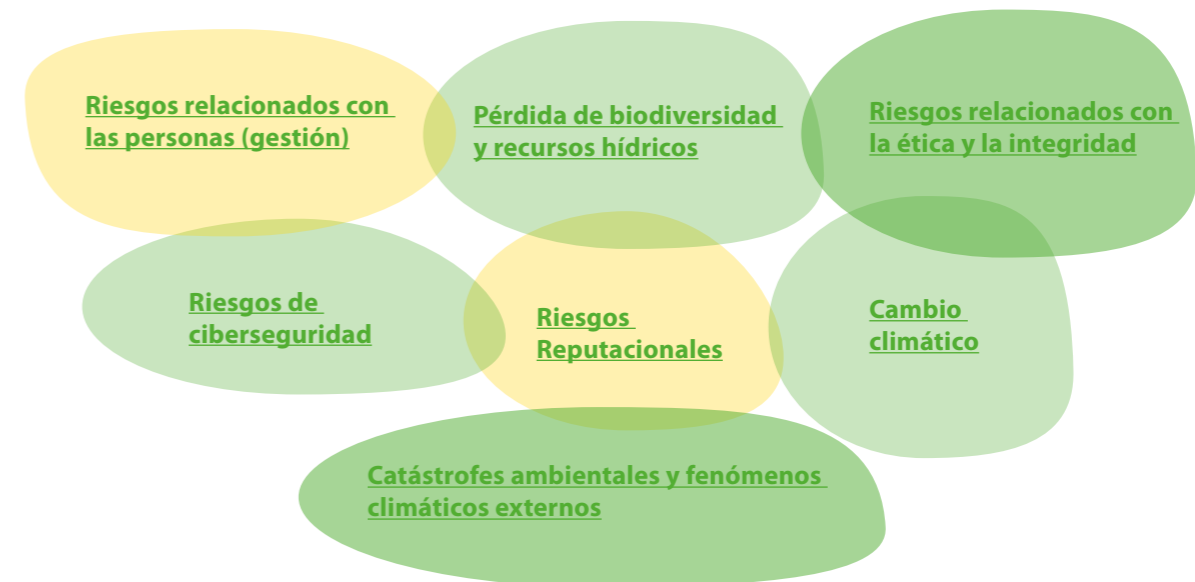 Riesgos relacionados con
las personas (gestión)
Pérdida de biodiversidad
y recursos hídricos
Riesgos relacionados con
la ética y la integridad
Riesgos de
ciberseguridad
Riesgos
Reputacionales
Cambio
climático
Catástrofes ambientales y fenómenos
climáticos externos